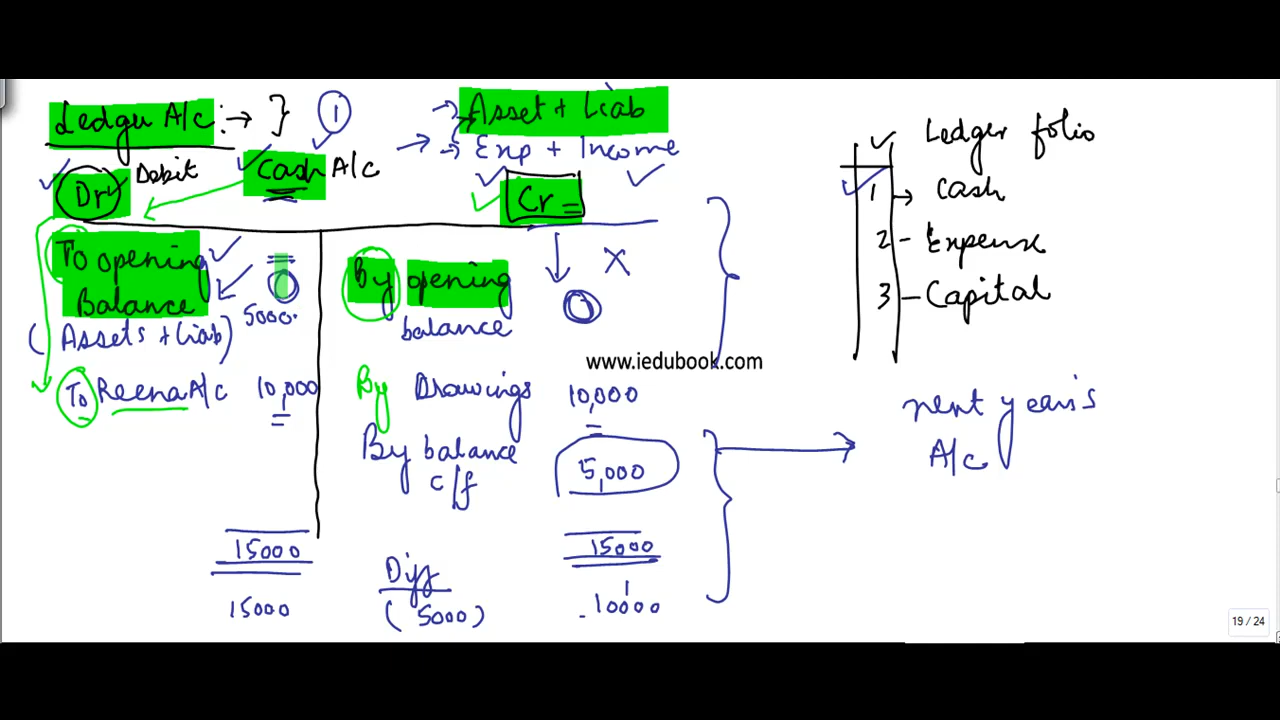 Ledger A/c :→ } 1
→ Asset + Liab
→ → Exp + Income
Dr Debit
Cash A/c
Cr =
To opening
Balance
(Assets + Liab)
5000.
By opening
balance
X
To Reena A/c 10,000
By Drawings 10,000
By balance
c/f
5,000
15000
15000
15000
Diff
(5000)
10000
Ledger folio
1 → Cash
2 - Expense
3 - Capital
www.iedubook.com
next year's
A/c
19 / 24